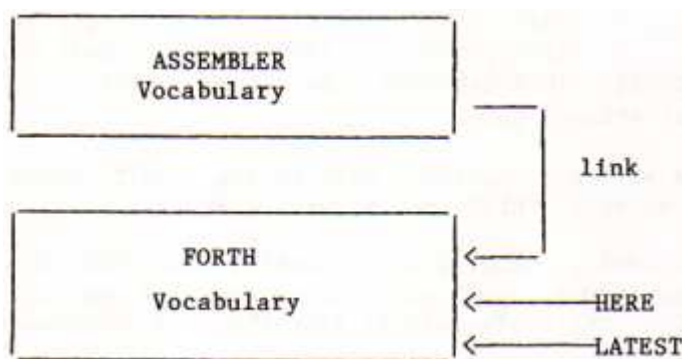 ASSEMBLER
Vocabulary
link
FORTH
Vocabulary
HERE
LATEST